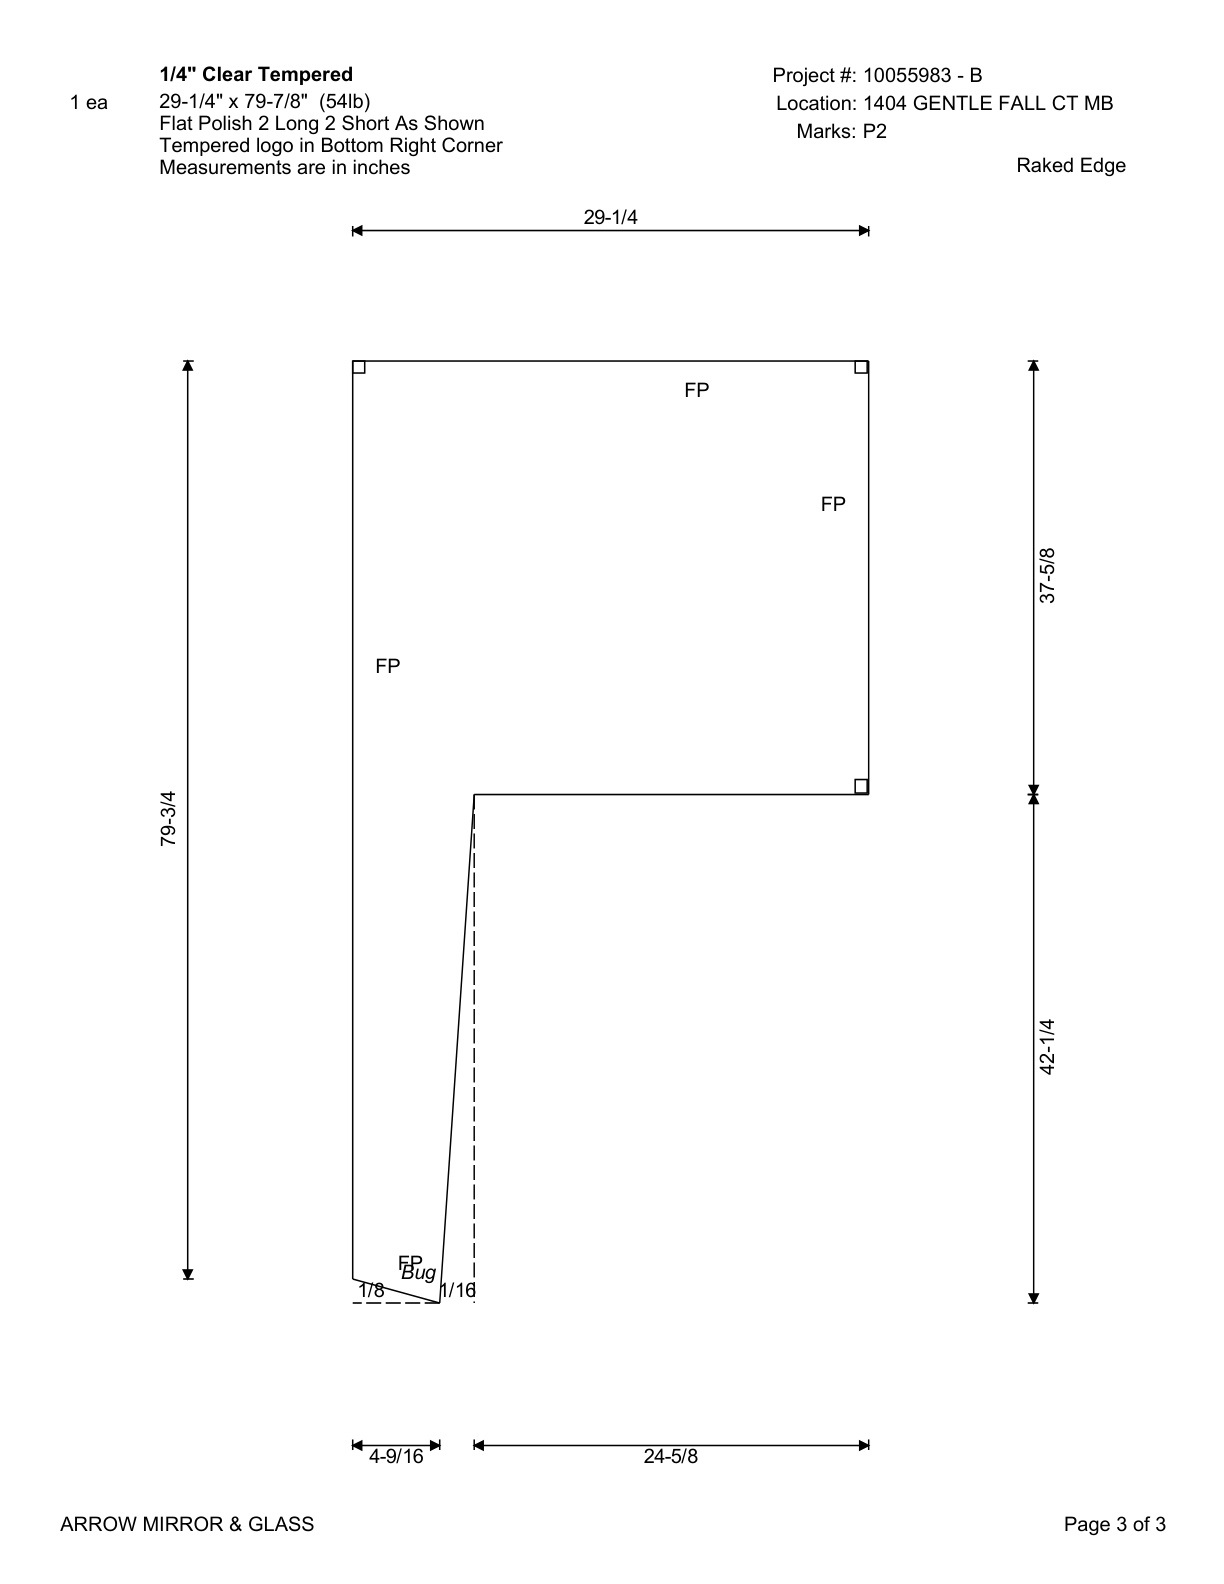 1/4" Clear Tempered
1 ea
29-1/4" x 79-7/8" (54lb)
Flat Polish 2 Long 2 Short As Shown
Tempered logo in Bottom Right Corner
Measurements are in inches
Project #: 10055983 - B
Location: 1404 GENTLE FALL CT MB
Marks: P2
Raked Edge
29-1/4
FP
FP
37-5/8
FP
79-3/4
42-1/4
FP
Bug
1/8
1/16
4-9/16
24-5/8
ARROW MIRROR & GLASS
Page 3 of 3